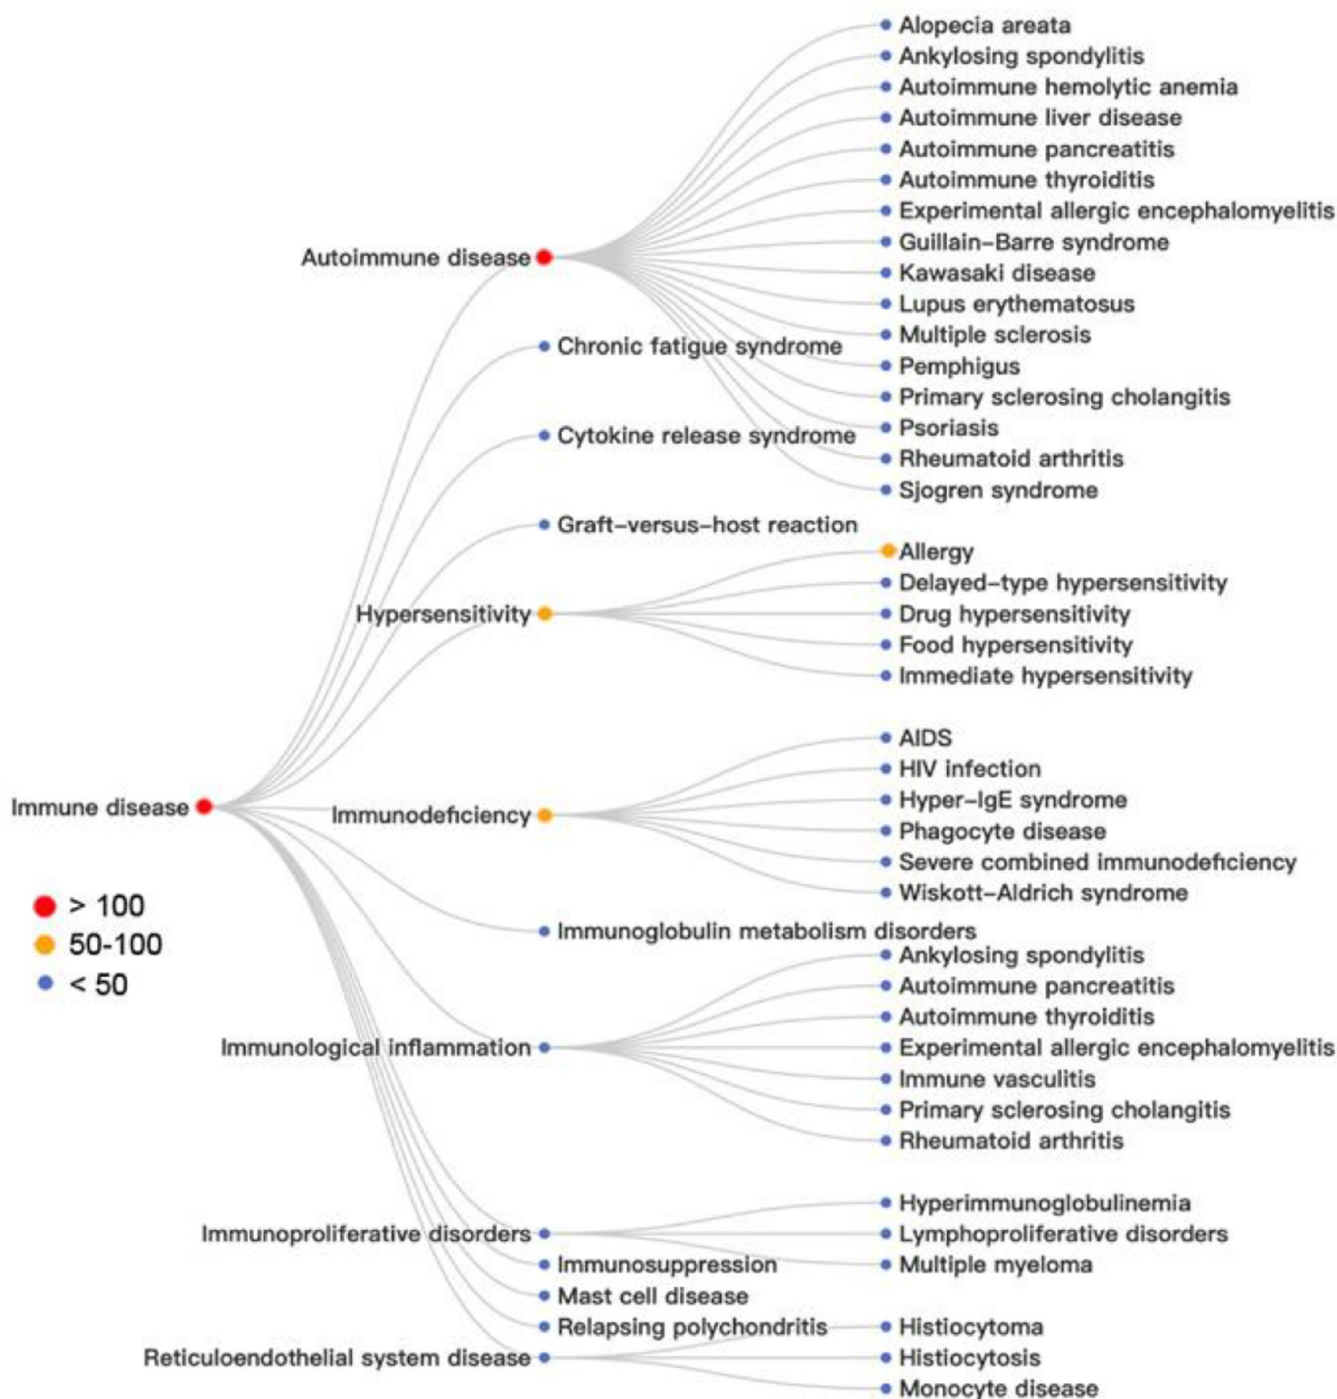 Immune disease
> 100
50-100
< 50
Autoimmune disease
Alopecia areata
Ankylosing spondylitis
Autoimmune hemolytic anemia
Autoimmune liver disease
Autoimmune pancreatitis
Autoimmune thyroiditis
Experimental allergic encephalomyelitis
Guillain–Barre syndrome
Kawasaki disease
Lupus erythematosus
Multiple sclerosis
Pemphigus
Primary sclerosing cholangitis
Psoriasis
Rheumatoid arthritis
Sjogren syndrome
Chronic fatigue syndrome
Cytokine release syndrome
Graft–versus–host reaction
Hypersensitivity
Allergy
Delayed–type hypersensitivity
Drug hypersensitivity
Food hypersensitivity
Immediate hypersensitivity
Immunodeficiency
AIDS
HIV infection
Hyper–IgE syndrome
Phagocyte disease
Severe combined immunodeficiency
Wiskott–Aldrich syndrome
Immunoglobulin metabolism disorders
Immunological inflammation
Ankylosing spondylitis
Autoimmune pancreatitis
Autoimmune thyroiditis
Experimental allergic encephalomyelitis
Immune vasculitis
Primary sclerosing cholangitis
Rheumatoid arthritis
Immunoproliferative disorders
Hyperimmunoglobulinemia
Lymphoproliferative disorders
Multiple myeloma
Immunosuppression
Mast cell disease
Relapsing polychondritis
Reticuloendothelial system disease
Histiocytoma
Histiocytosis
Monocyte disease